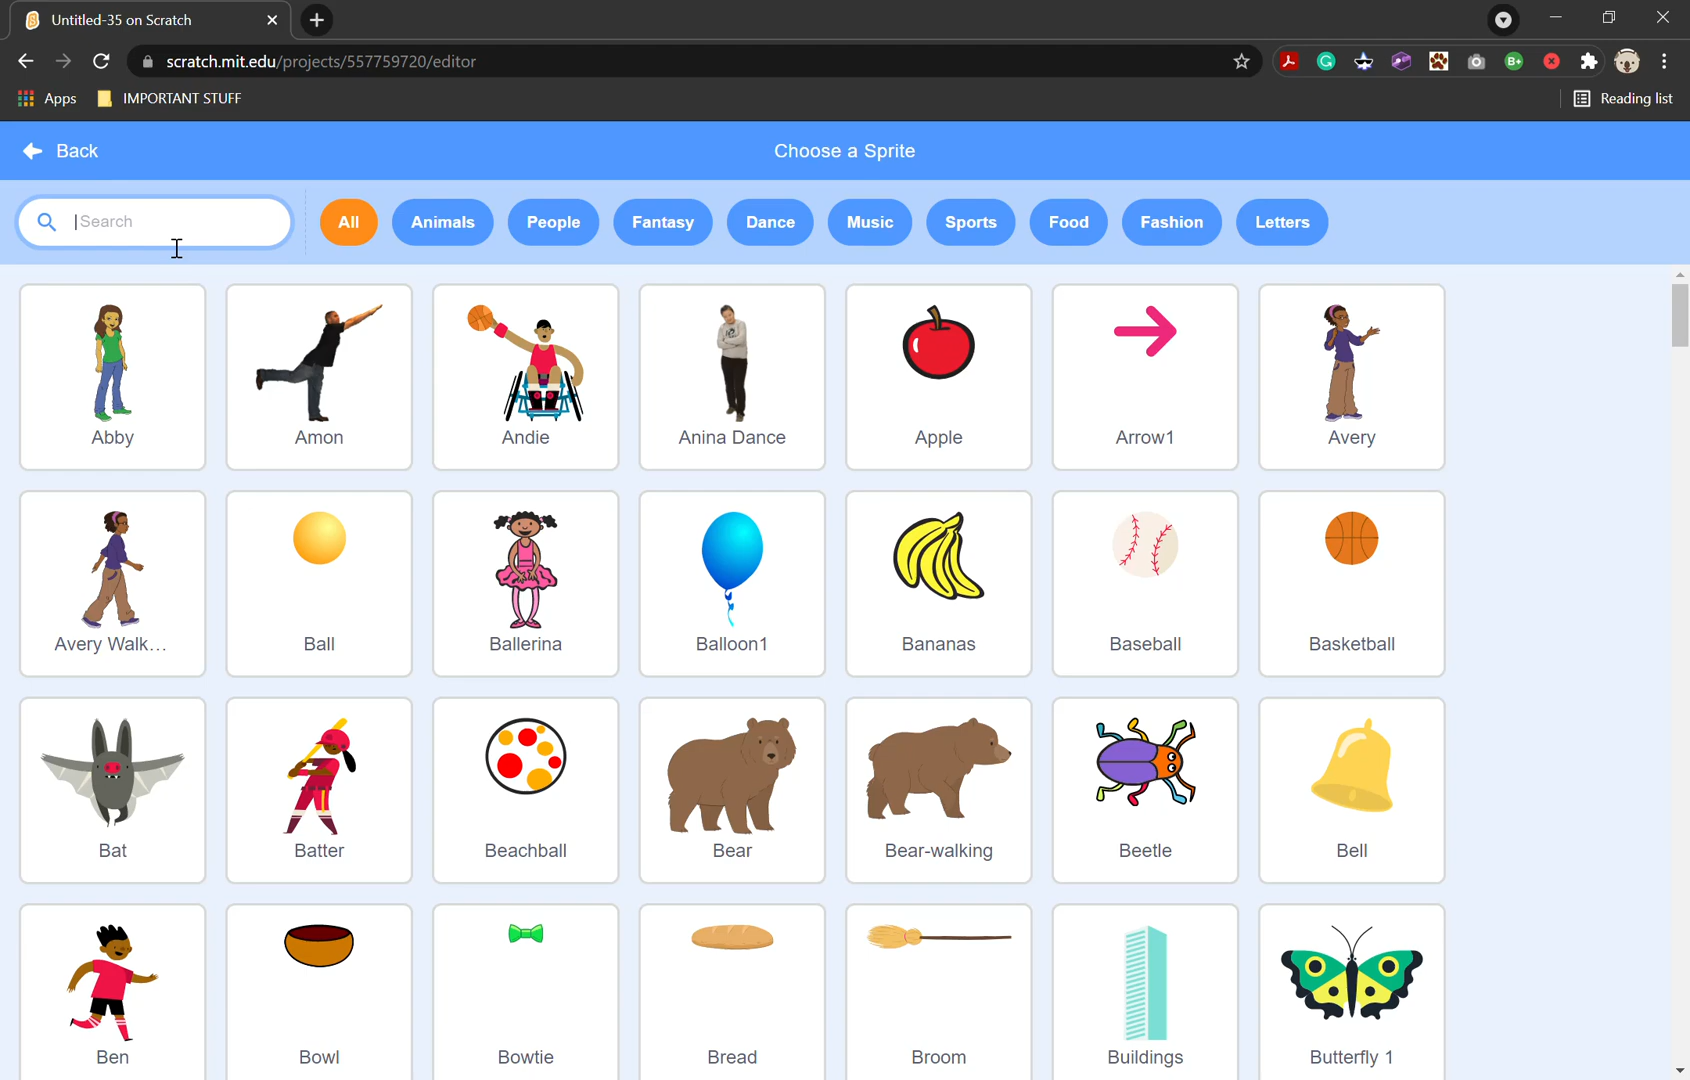 Untitled-35 on Scratch
scratch.mit.edu/projects/557759720/editor
Apps IMPORTANT STUFF Reading list
Back Choose a Sprite
Search All Animals People Fantasy Dance Music Sports Food Fashion Letters
Abby Amon Andie Anina Dance Apple Arrow1 Avery
Avery Walk... Ball Ballerina Balloon1 Bananas Baseball Basketball
Bat Batter Beachball Bear Bear-walking Beetle Bell
Ben Bowl Bowtie Bread Broom Buildings Butterfly 1